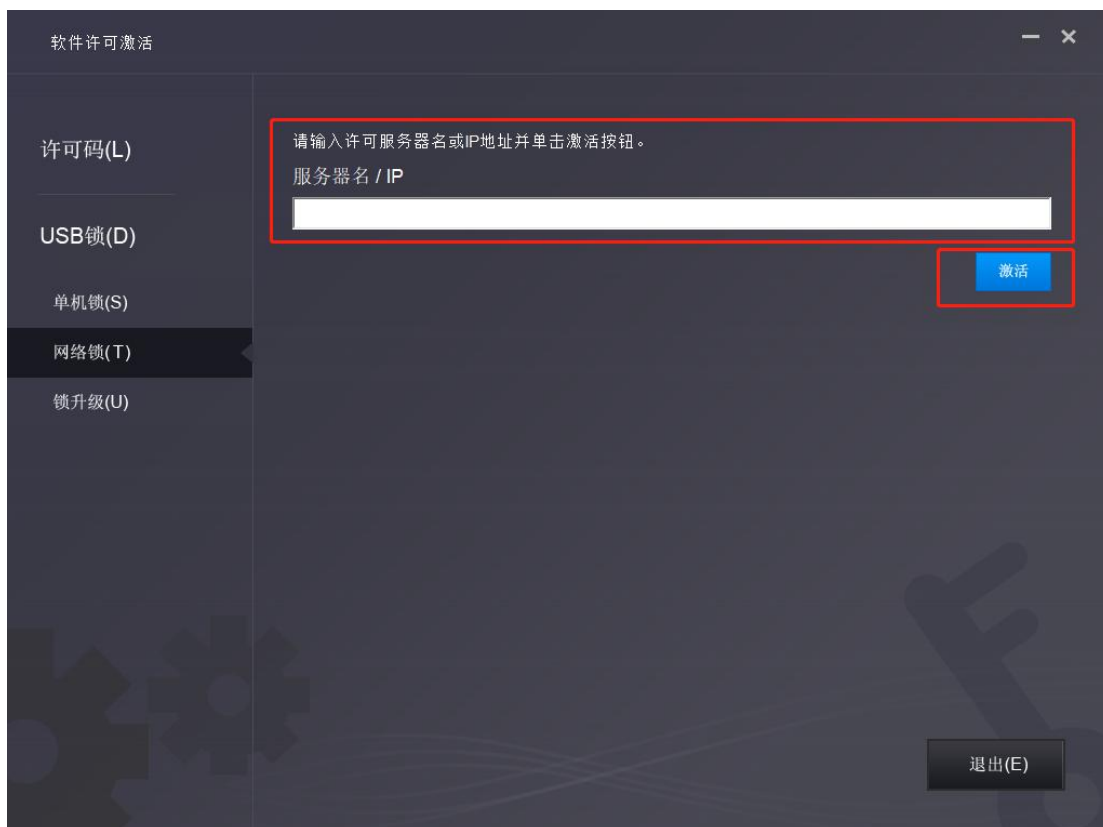 软件许可激活
许可码(L)
USB锁(D)
单机锁(S)
网络锁(T)
锁升级(U)
请输入许可服务器名或IP地址并单击激活按钮。
服务器名 / IP
激活
退出(E)